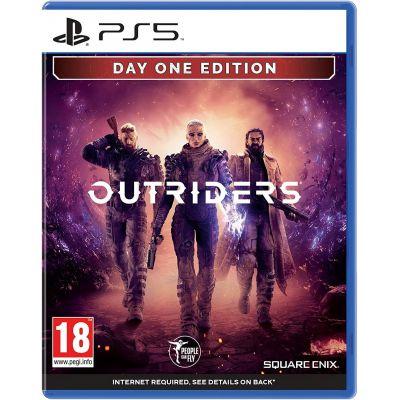 PS5
DAY ONE EDITION
OUTRIDERS
18
www.pegi.info
PEOPLE CAN FLY
SQUARE ENIX
INTERNET REQUIRED, SEE DETAILS ON BACK*